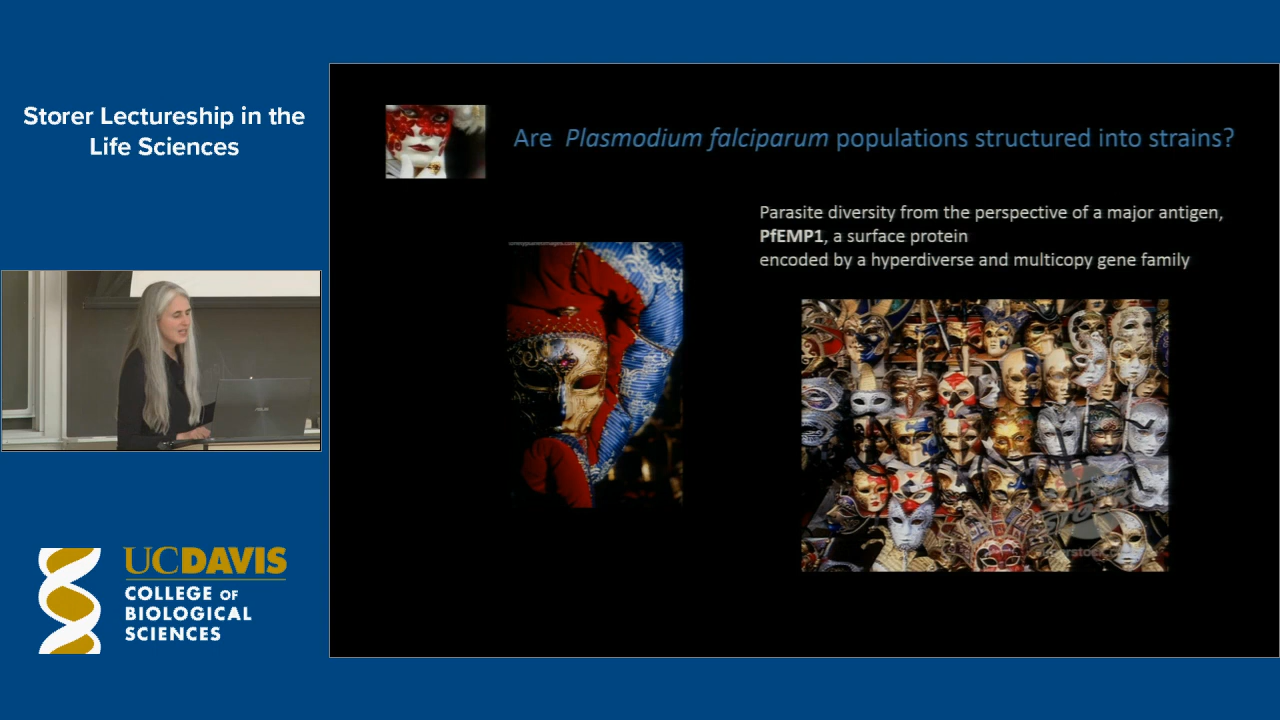 Storer Lectureship in the
Life Sciences
Are Plasmodium falciparum populations structured into strains?
Parasite diversity from the perspective of a major antigen,
PfEMP1, a surface protein
encoded by a hyperdiverse and multicopy gene family
ASUS
UCDAVIS
COLLEGE OF
BIOLOGICAL
SCIENCES